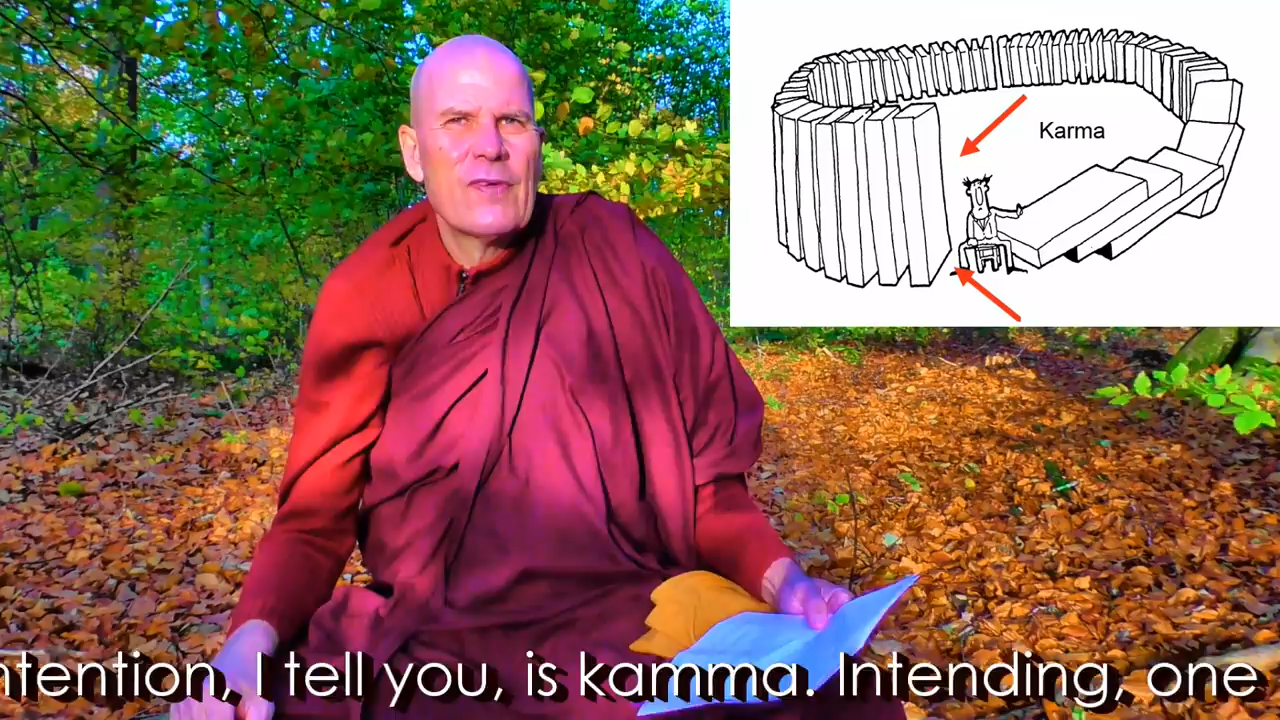 Karma
ntention, I tell you, is kamma. Intending, one